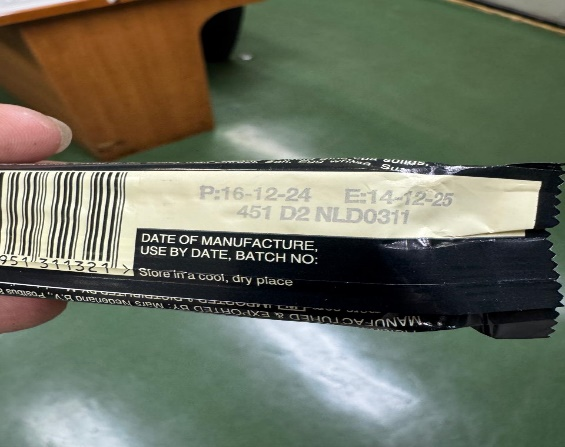 P:16-12-24 E:14-12-25
451 D2 NLD0311
951 311321 >
DATE OF MANUFACTURE,
USE BY DATE, BATCH NO:
Store in a cool, dry place
MANUFACTURED & EXPORTED BY: Mars Nederland B.V.,